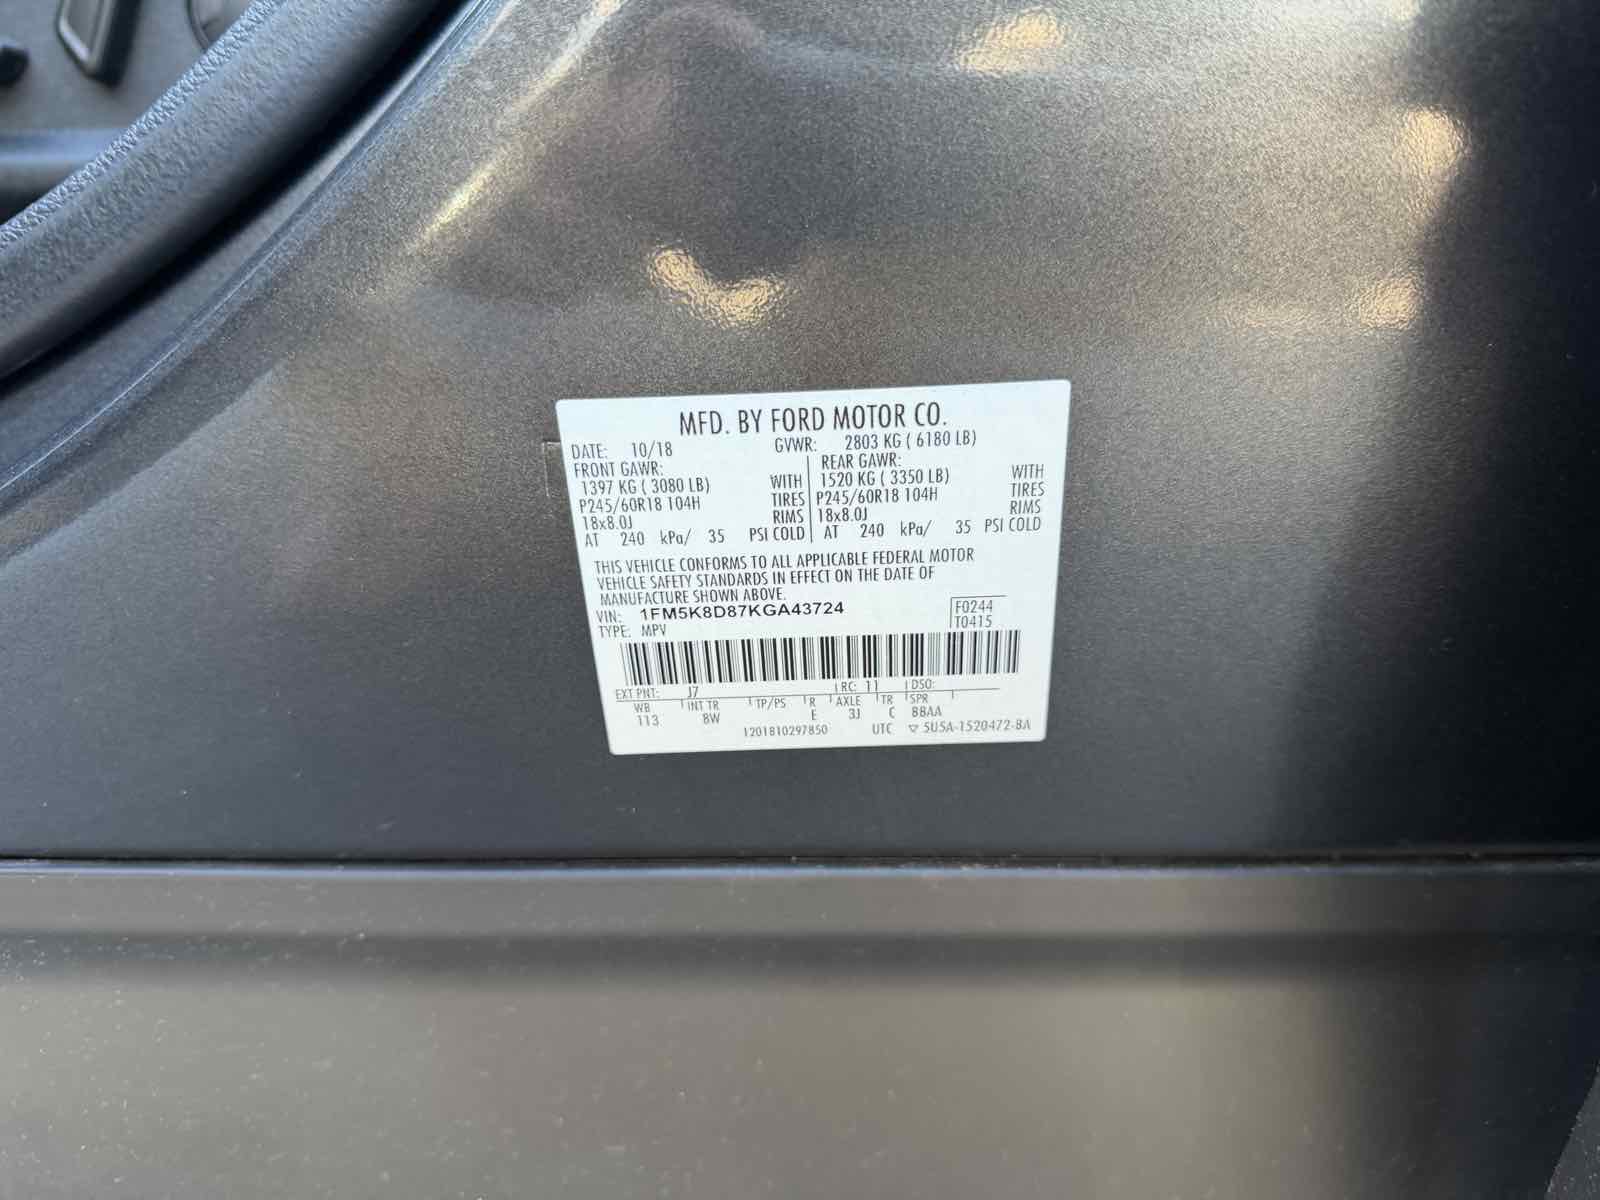 MFD. BY FORD MOTOR CO.
DATE: 10/18 GVWR: 2803 KG ( 6180 LB)
FRONT GAWR: REAR GAWR:
1397 KG ( 3080 LB) WITH 1520 KG ( 3350 LB) WITH
P245/60R18 104H TIRES P245/60R18 104H TIRES
18x8.0J RIMS 18x8.0J RIMS
AT 240 kPa/ 35 PSI COLD AT 240 kPa/ 35 PSI COLD
THIS VEHICLE CONFORMS TO ALL APPLICABLE FEDERAL MOTOR
VEHICLE SAFETY STANDARDS IN EFFECT ON THE DATE OF
MANUFACTURE SHOWN ABOVE.
VIN: 1FM5K8D87KGA43724 F0244
TYPE: MPV T0415
EXT PNT: J7 RC: 11 DSO:
WB INT TR TP/PS R AXLE TR SPR
113 8W E 3J C BBAA
1201810297850 UTC ▽ 5U5A-1520472-BA